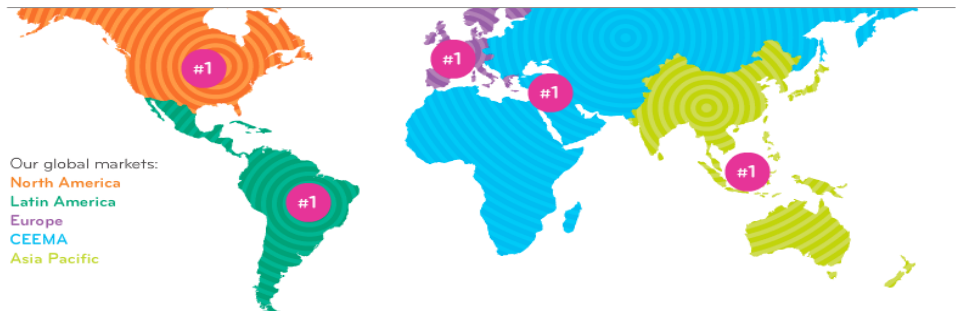 #1
#1
#1
#1
#1
Our global markets:
North America
Latin America
Europe
CEEMA
Asia Pacific